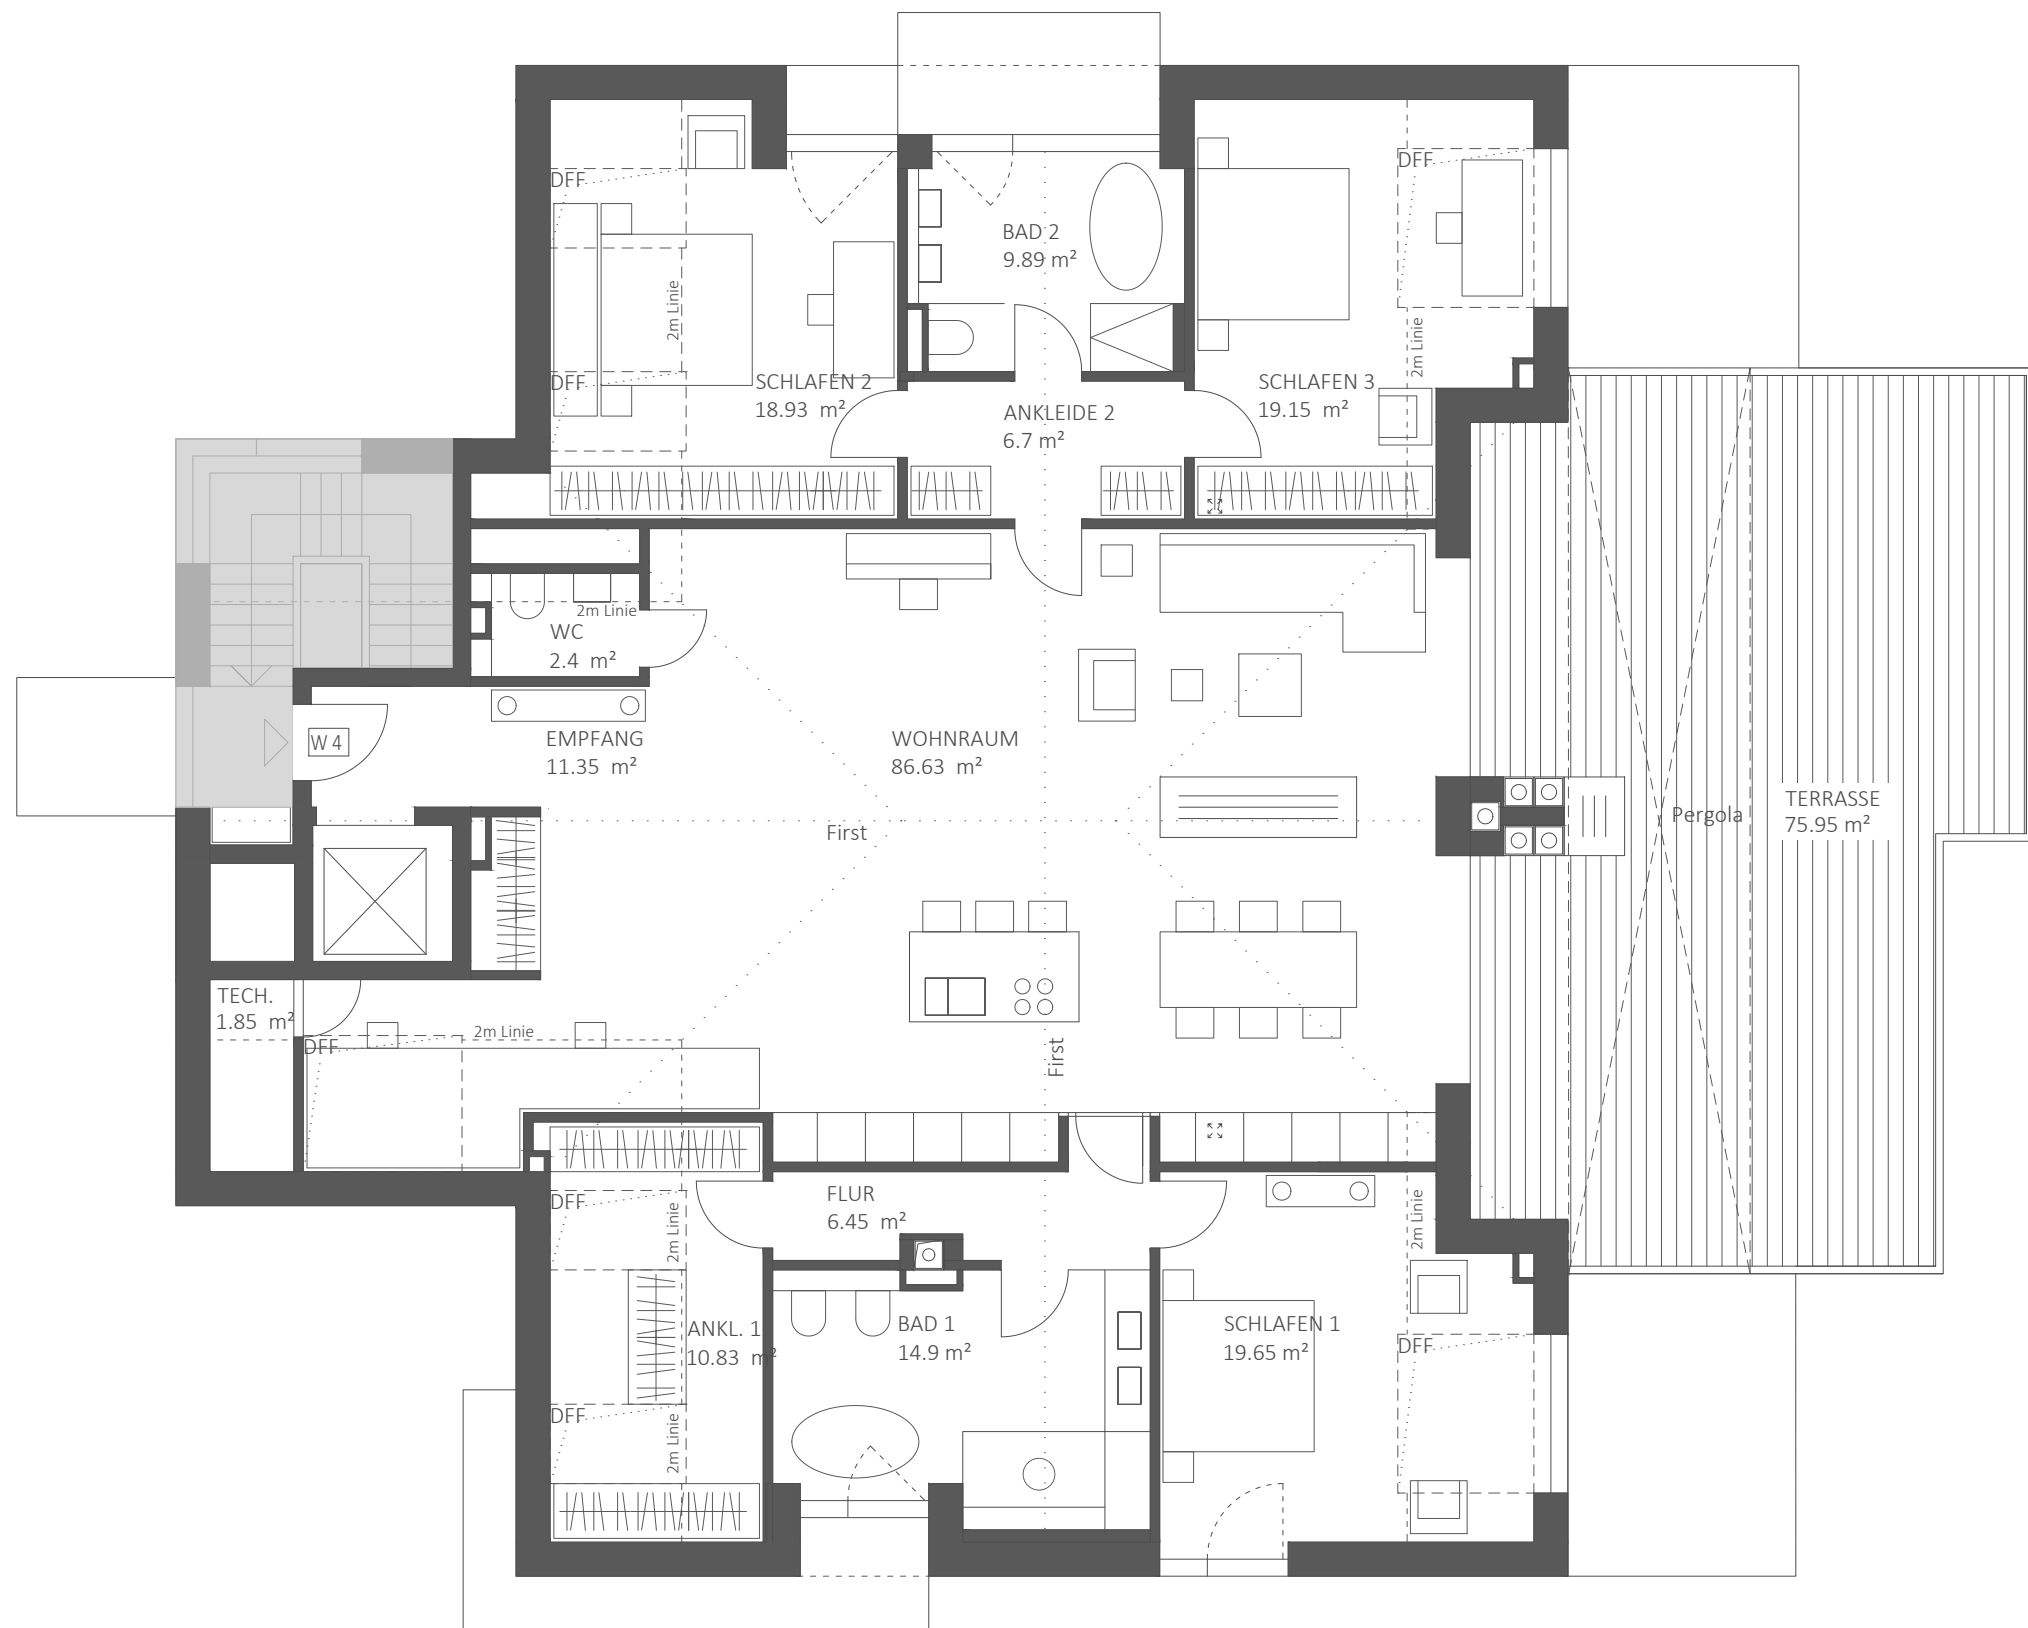 DFF
BAD 2
9.89 m²
DFF
2m Linie
2m Linie
DFF
SCHLAFEN 2
18.93 m²
SCHLAFEN 3
19.15 m²
ANKLEIDE 2
6.7 m²
2m Linie
WC
2.4 m²
W 4
EMPFANG
11.35 m²
WOHNRAUM
86.63 m²
First
Pergola
TERRASSE
75.95 m²
TECH.
1.85 m²
DFF
2m Linie
First
FLUR
6.45 m²
DFF
2m Linie
2m Linie
ANKL. 1
10.83 m²
BAD 1
14.9 m²
SCHLAFEN 1
19.65 m²
DFF
DFF
2m Linie